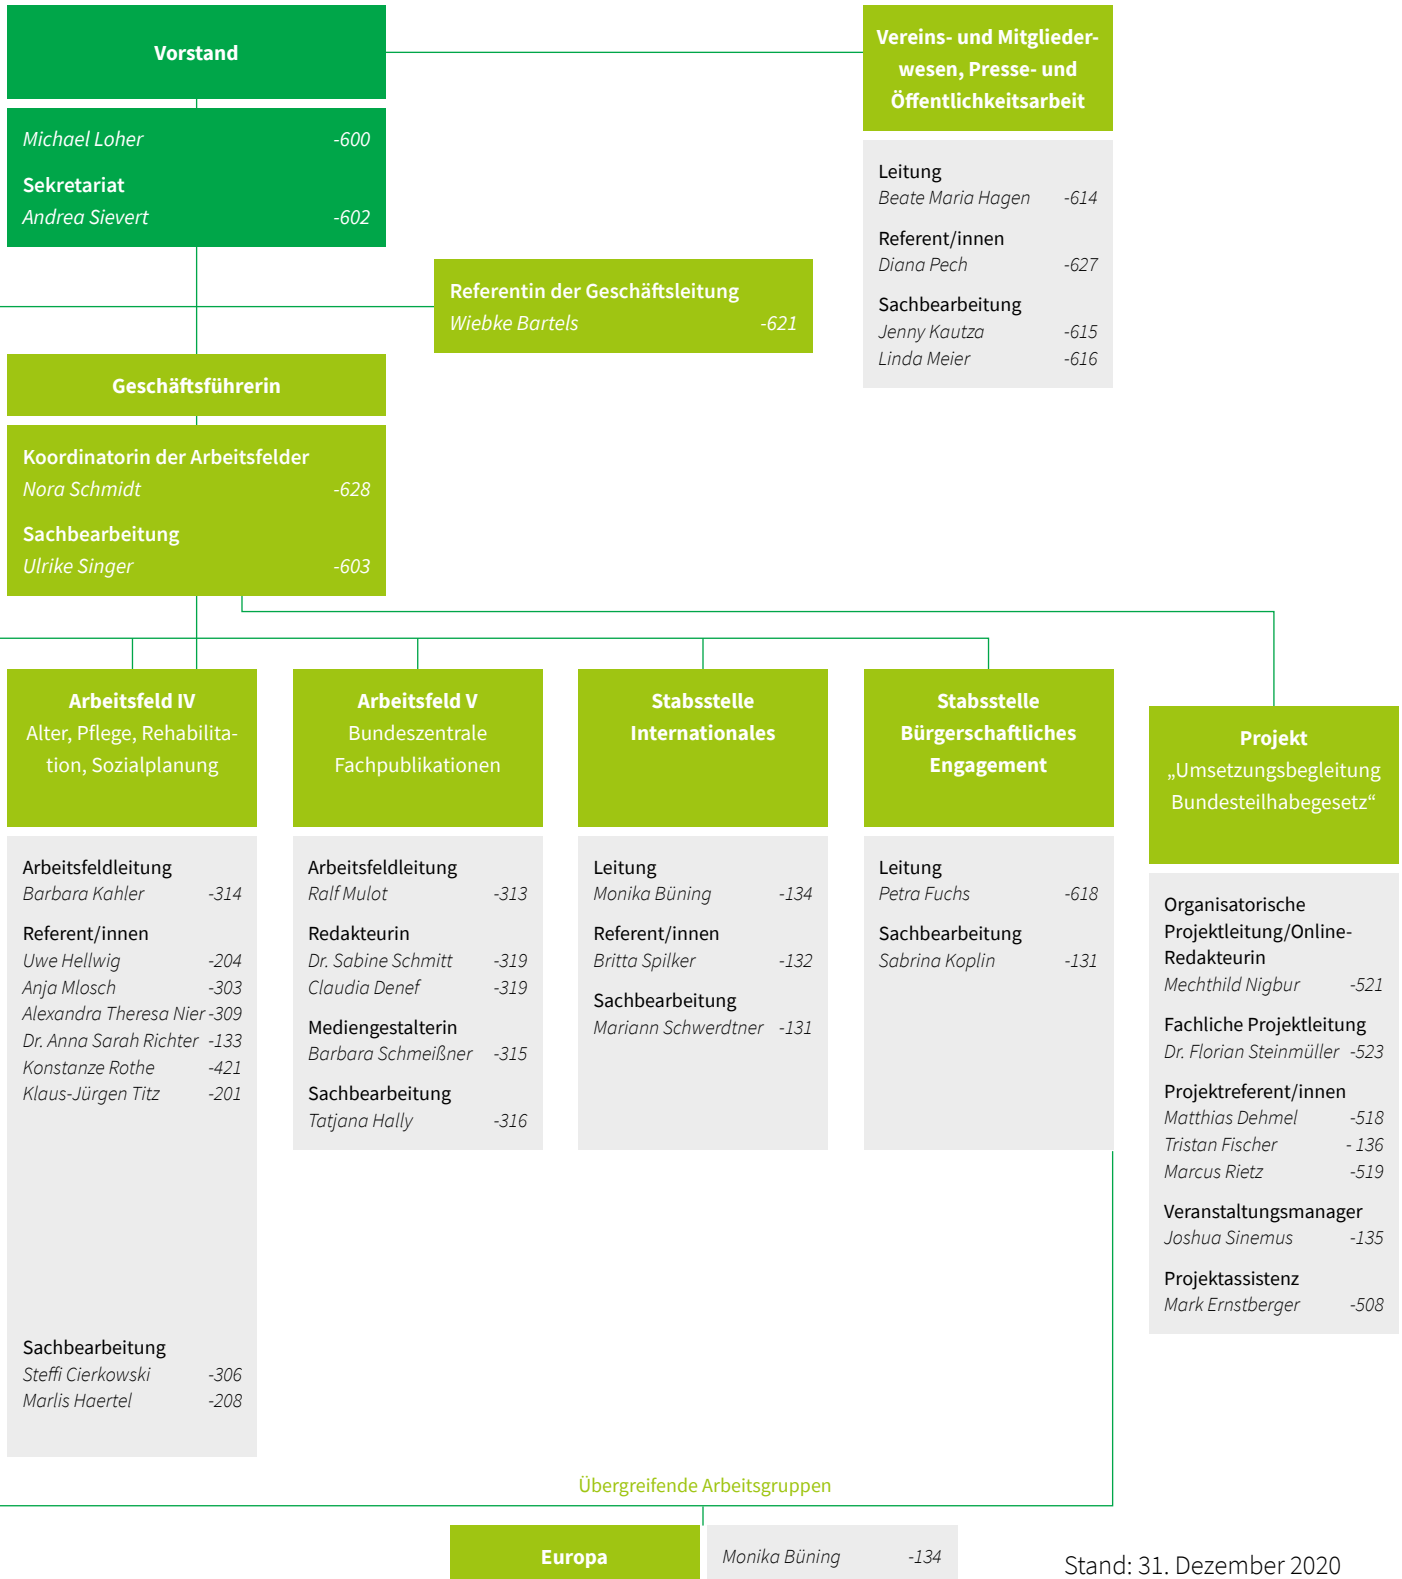 Vorstand
Michael Loher -600
Sekretariat
Andrea Sievert -602
Vereins- und Mitglieder-
wesen, Presse- und
Öffentlichkeitsarbeit
Leitung
Beate Maria Hagen -614
Referent/innen
Diana Pech -627
Sachbearbeitung
Jenny Kautza -615
Linda Meier -616
Referentin der Geschäftsleitung
Wiebke Bartels -621
Geschäftsführerin
Koordinatorin der Arbeitsfelder
Nora Schmidt -628
Sachbearbeitung
Ulrike Singer -603
Arbeitsfeld IV
Alter, Pflege, Rehabilita-
tion, Sozialplanung
Arbeitsfeldleitung
Barbara Kahler -314
Referent/innen
Uwe Hellwig -204
Anja Mlosch -303
Alexandra Theresa Nier -309
Dr. Anna Sarah Richter -133
Konstanze Rothe -421
Klaus-Jürgen Titz -201
Sachbearbeitung
Steffi Cierkowski -306
Marlis Haertel -208
Arbeitsfeld V
Bundeszentrale
Fachpublikationen
Arbeitsfeldleitung
Ralf Mulot -313
Redakteurin
Dr. Sabine Schmitt -319
Claudia Denef -319
Mediengestalterin
Barbara Schmeißner -315
Sachbearbeitung
Tatjana Hally -316
Stabsstelle
Internationales
Leitung
Monika Büning -134
Referent/innen
Britta Spilker -132
Sachbearbeitung
Mariann Schwerdtner -131
Stabsstelle
Bürgerschaftliches
Engagement
Leitung
Petra Fuchs -618
Sachbearbeitung
Sabrina Koplin -131
Projekt
„Umsetzungsbegleitung
Bundesteilhabegesetz“
Organisatorische
Projektleitung/Online-
Redakteurin
Mechthild Nigbur -521
Fachliche Projektleitung
Dr. Florian Steinmüller -523
Projektreferent/innen
Matthias Dehmel -518
Tristan Fischer - 136
Marcus Rietz -519
Veranstaltungsmanager
Joshua Sinemus -135
Projektassistenz
Mark Ernstberger -508
Übergreifende Arbeitsgruppen
Europa
Monika Büning -134
Stand: 31. Dezember 2020